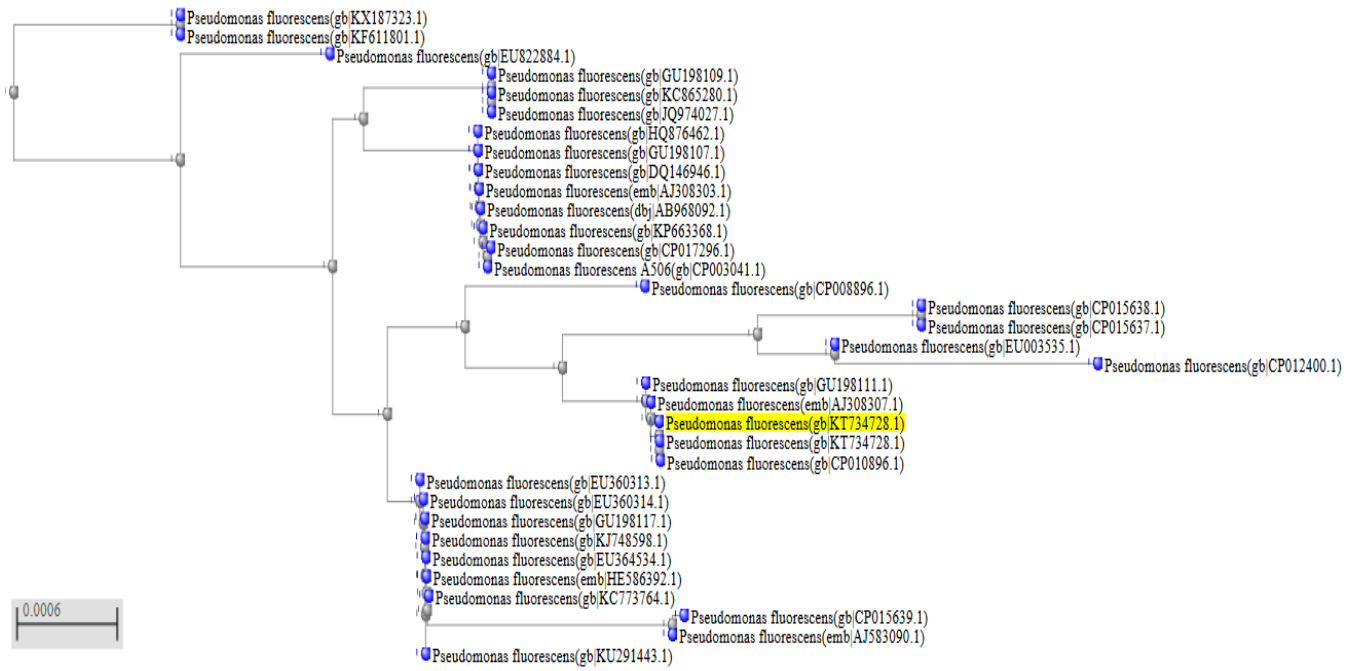 Pseudomonas fluorescens(gb|KX187323.1)
Pseudomonas fluorescens(gb|KF611801.1)
Pseudomonas fluorescens(gb|EU822884.1)
Pseudomonas fluorescens(gb|GU198109.1)
Pseudomonas fluorescens(gb|KC865280.1)
Pseudomonas fluorescens(gb|JQ974027.1)
Pseudomonas fluorescens(gb|HQ876462.1)
Pseudomonas fluorescens(gb|GU198107.1)
Pseudomonas fluorescens(gb|DQ146946.1)
Pseudomonas fluorescens(emb|AJ308303.1)
Pseudomonas fluorescens(dbj|AB968092.1)
Pseudomonas fluorescens(gb|KP663368.1)
Pseudomonas fluorescens(gb|CP017296.1)
Pseudomonas fluorescens A506(gb|CP003041.1)
Pseudomonas fluorescens(gb|CP008896.1)
Pseudomonas fluorescens(gb|CP015638.1)
Pseudomonas fluorescens(gb|CP015637.1)
Pseudomonas fluorescens(gb|EU003535.1)
Pseudomonas fluorescens(gb|CP012400.1)
Pseudomonas fluorescens(gb|GU198111.1)
Pseudomonas fluorescens(emb|AJ308307.1)
Pseudomonas fluorescens(gb|KT734728.1)
Pseudomonas fluorescens(gb|KT734728.1)
Pseudomonas fluorescens(gb|CP010896.1)
Pseudomonas fluorescens(gb|EU360313.1)
Pseudomonas fluorescens(gb|EU360314.1)
Pseudomonas fluorescens(gb|GU198117.1)
Pseudomonas fluorescens(gb|KJ748598.1)
Pseudomonas fluorescens(gb|EU364534.1)
Pseudomonas fluorescens(emb|HE586392.1)
Pseudomonas fluorescens(gb|KC773764.1)
0.0006
Pseudomonas fluorescens(gb|CP015639.1)
Pseudomonas fluorescens(emb|AJ583090.1)
Pseudomonas fluorescens(gb|KU291443.1)